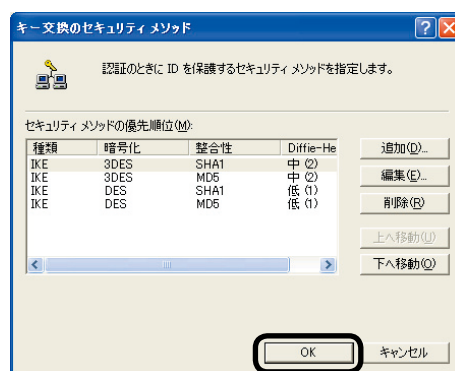 キー交換のセキュリティ メソッド
認証のときに ID を保護するセキュリティ メソッドを指定します。
セキュリティ メソッドの優先順位(M):
種類 暗号化 整合性 Diffie-He
IKE 3DES SHA1 中 (2)
IKE 3DES MD5 中 (2)
IKE DES SHA1 低 (1)
IKE DES MD5 低 (1)
追加(D)...
編集(E)...
削除(R)
上へ移動(U)
下へ移動(O)
OK
キャンセル